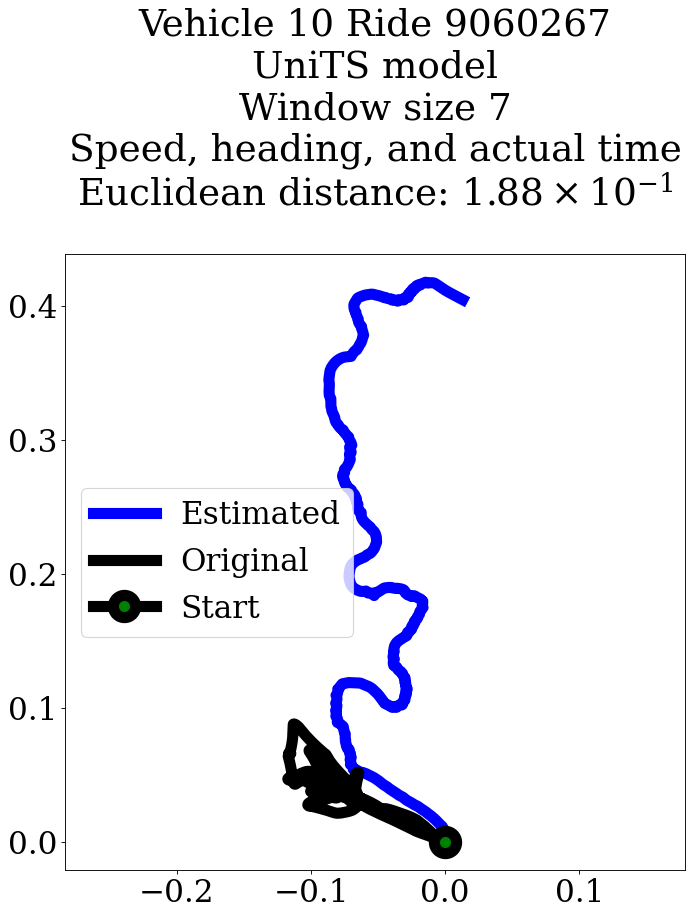 Vehicle 10 Ride 9060267
UniTS model
Window size 7
Speed, heading, and actual time
Euclidean distance: 1.88 × 10⁻¹
0.4
0.3
0.2
0.1
0.0
Estimated
Original
Start
−0.2 −0.1 0.0 0.1